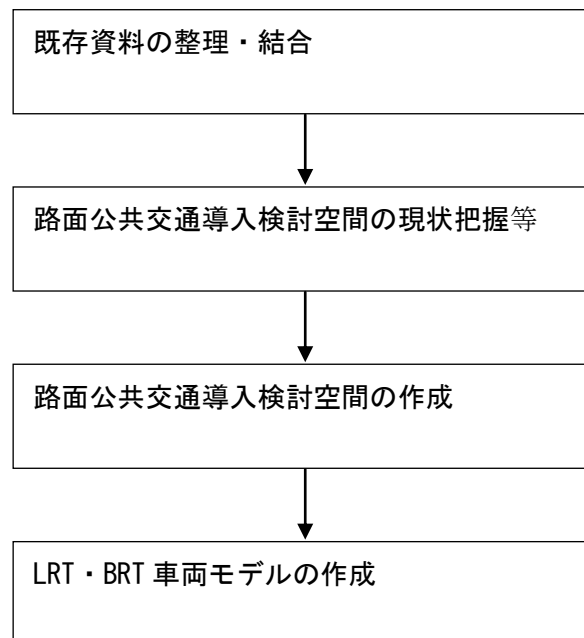 既存資料の整理・結合
路面公共交通導入検討空間の現状把握等
路面公共交通導入検討空間の作成
LRT・BRT 車両モデルの作成